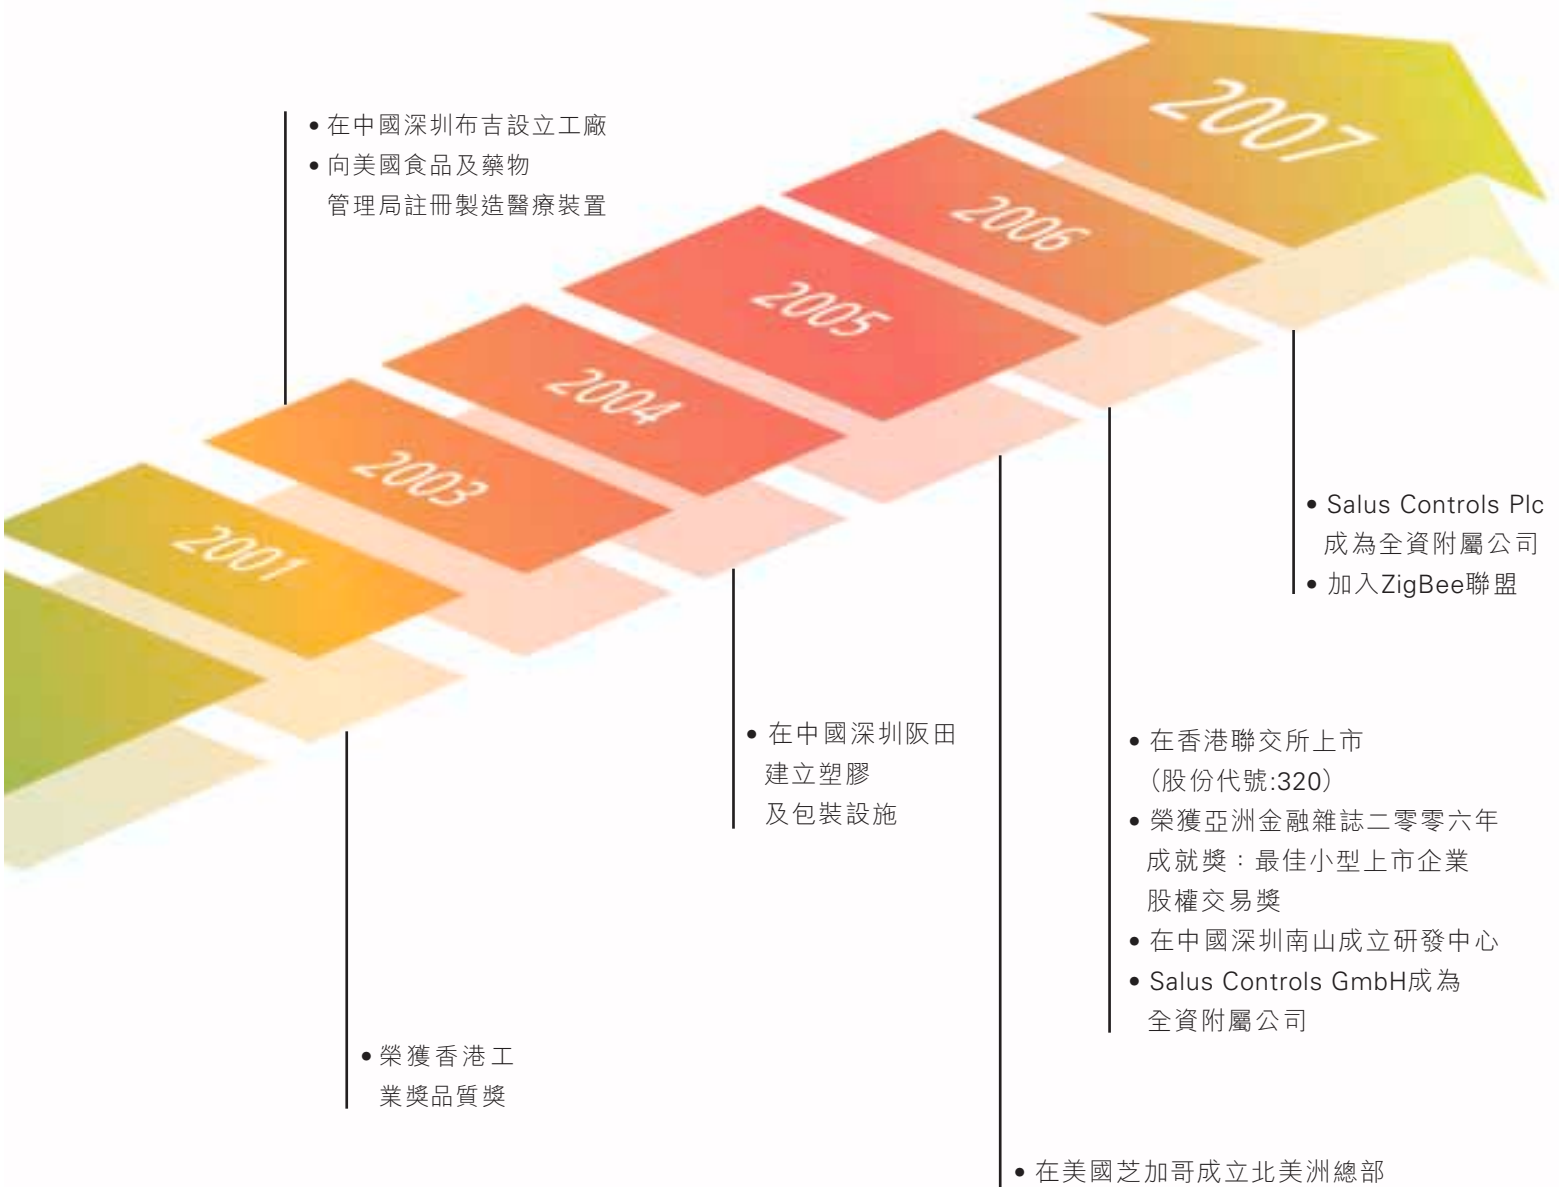 2007
2006
2005
2004
2003
2001
• 在中國深圳布吉設立工廠
• 向美國食品及藥物
管理局註冊製造醫療裝置
• Salus Controls Plc
成為全資附屬公司
• 加入ZigBee聯盟
• 在中國深圳阪田
建立塑膠
及包裝設施
• 在香港聯交所上市
(股份代號:320)
• 榮獲亞洲金融雜誌二零零六年
成就獎：最佳小型上市企業
股權交易獎
• 在中國深圳南山成立研發中心
• Salus Controls GmbH成為
全資附屬公司
• 榮獲香港工
業獎品質獎
• 在美國芝加哥成立北美洲總部